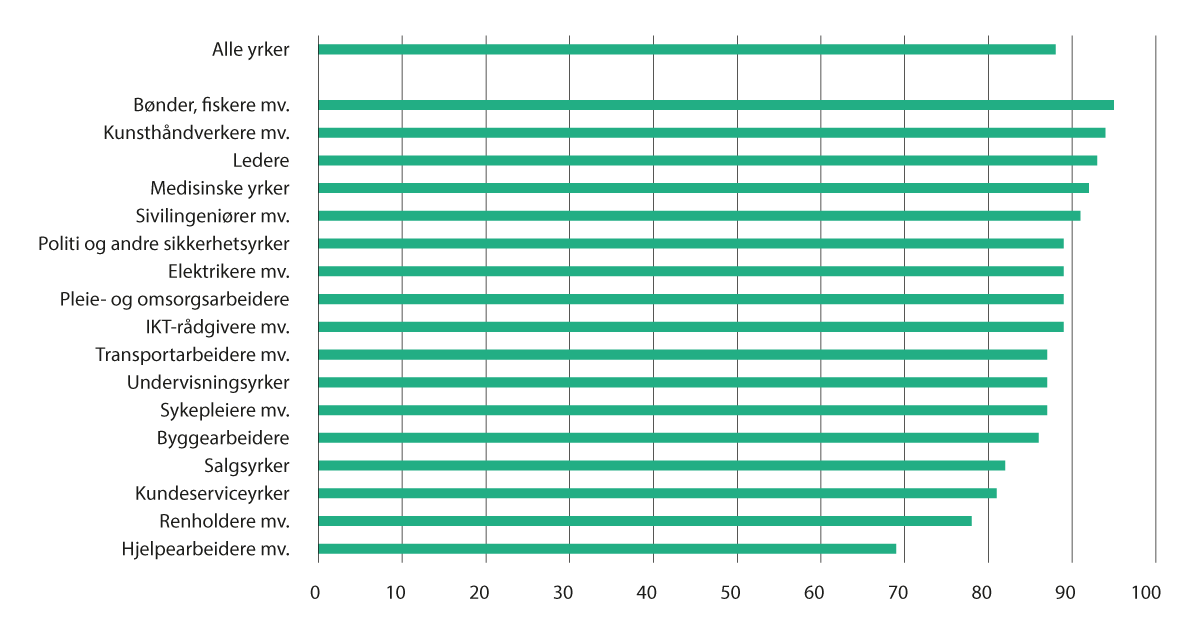 Alle yrker
Bønder, fiskere mv.
Kunsthåndverkere mv.
Ledere
Medisinske yrker
Sivilingeniører mv.
Politi og andre sikkerhetsyrker
Elektrikere mv.
Pleie- og omsorgsarbeidere
IKT-rådgivere mv.
Transportarbeidere mv.
Undervisningsyrker
Sykepleiere mv.
Byggearbeidere
Salgsyrker
Kundeserviceyrker
Renholdere mv.
Hjelpearbeidere mv.
0 10 20 30 40 50 60 70 80 90 100